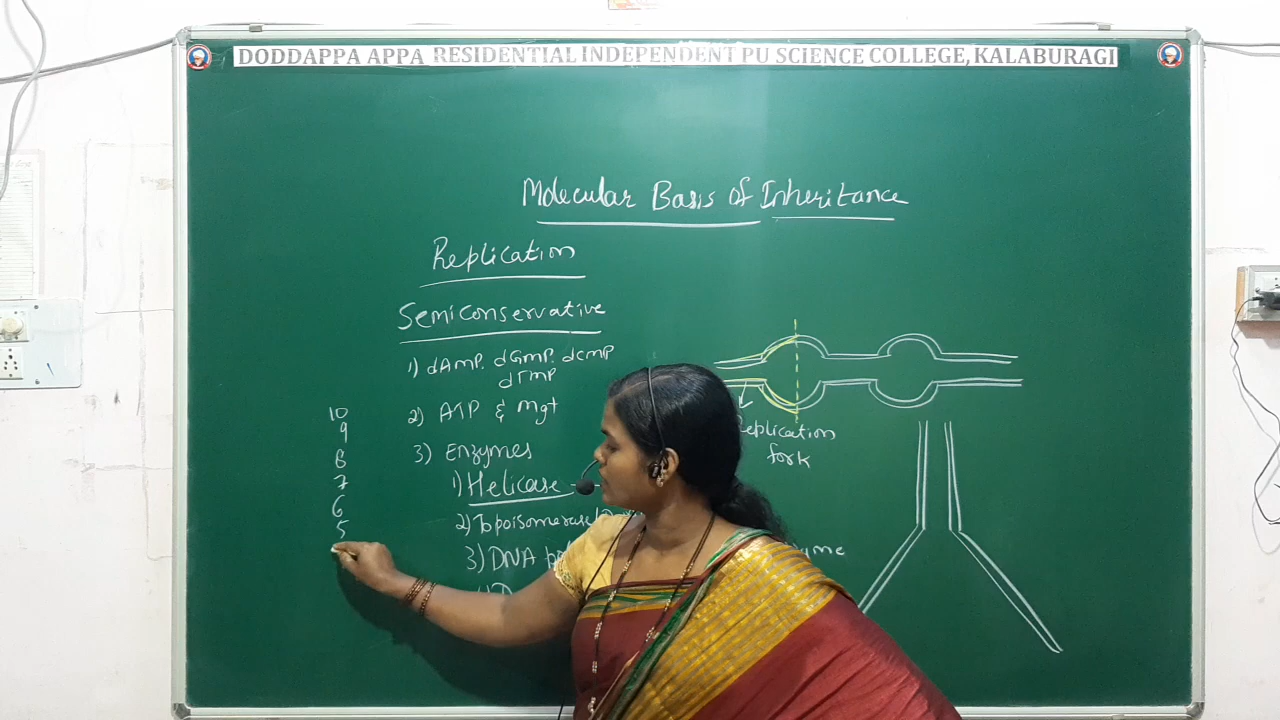 DODDAPPA APPA RESIDENTIAL INDEPENDENT PU SCIENCE COLLEGE, KALABURAGI
Molecular Basis of Inheritance
Replication
Semiconservative
1) dAmp. dGmp. dcmp
dTmp
2) ATP & Mgt
3) Enzymes
1) Helicase
2) Topoisomerase
3) DNA
10
9
8
7
6
5
Replication
fork